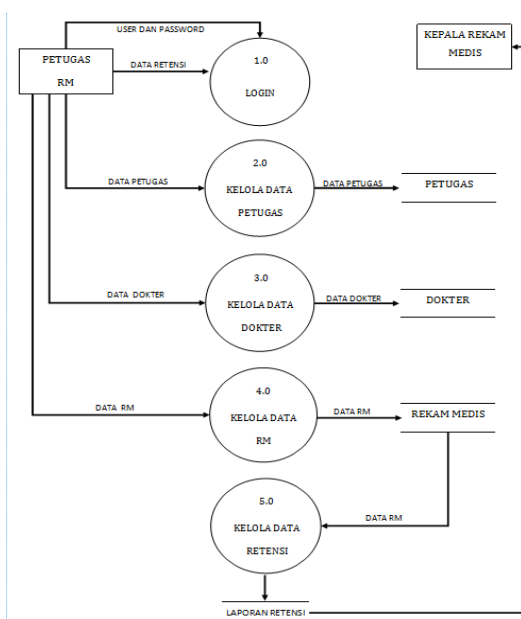 USER DAN PASSWORD
KEPALA REKAM
MEDIS
PETUGAS
RM
DATA RETENSI
1.0
LOGIN
2.0
KELOLA DATA
PETUGAS
DATA PETUGAS
DATA PETUGAS
PETUGAS
3.0
KELOLA DATA
DOKTER
DATA DOKTER
DATA DOKTER
DOKTER
4.0
KELOLA DATA
RM
DATA RM
DATA RM
REKAM MEDIS
5.0
KELOLA DATA
RETENSI
DATA RM
LAPORAN RETENSI